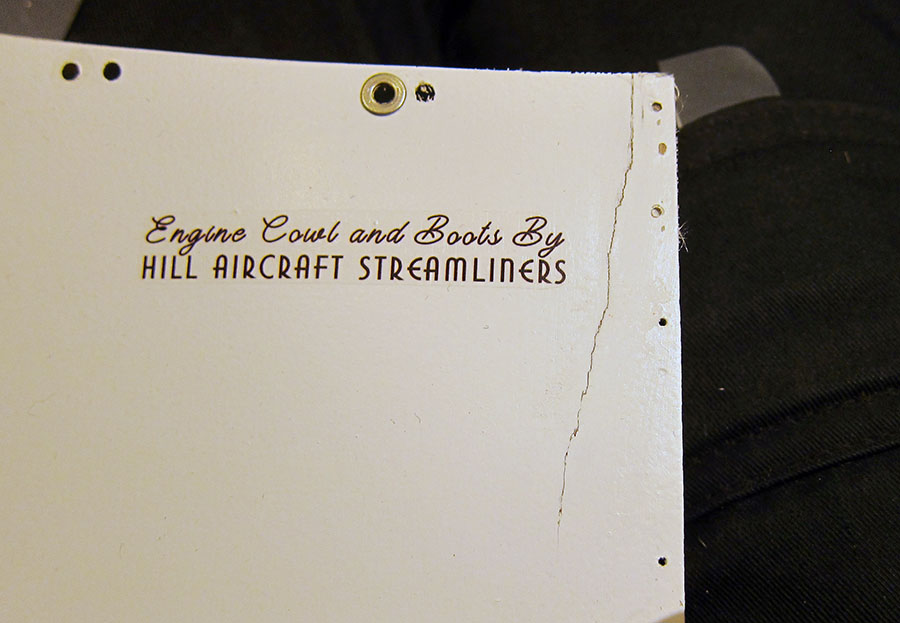 Engine Cowl and Boots By
HILL AIRCRAFT STREAMLINERS